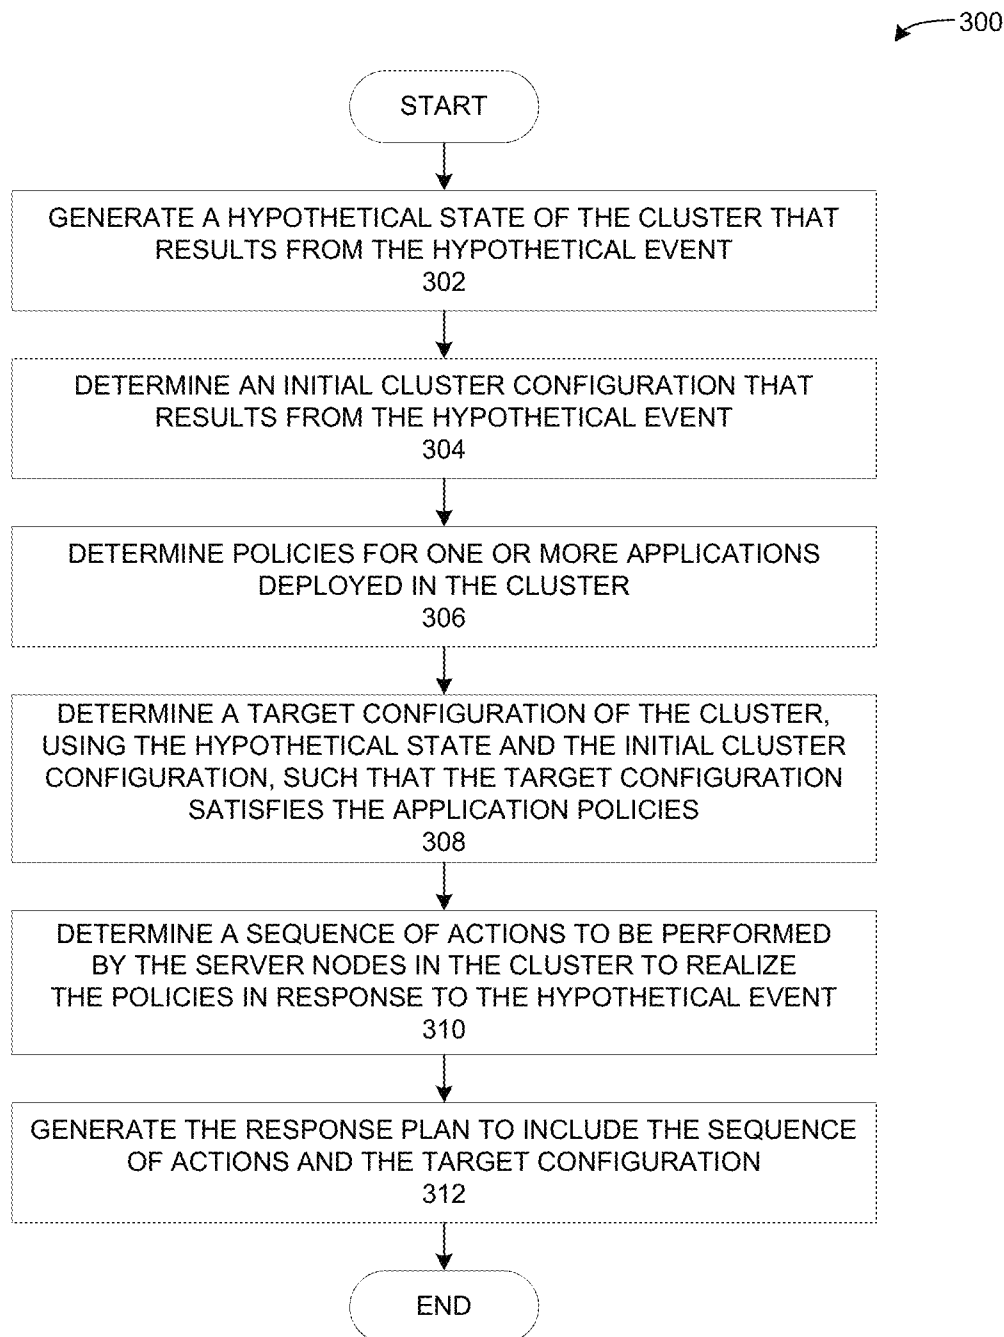 300
START
GENERATE A HYPOTHETICAL STATE OF THE CLUSTER THAT
RESULTS FROM THE HYPOTHETICAL EVENT
302
DETERMINE AN INITIAL CLUSTER CONFIGURATION THAT
RESULTS FROM THE HYPOTHETICAL EVENT
304
DETERMINE POLICIES FOR ONE OR MORE APPLICATIONS
DEPLOYED IN THE CLUSTER
306
DETERMINE A TARGET CONFIGURATION OF THE CLUSTER,
USING THE HYPOTHETICAL STATE AND THE INITIAL CLUSTER
CONFIGURATION, SUCH THAT THE TARGET CONFIGURATION
SATISFIES THE APPLICATION POLICIES
308
DETERMINE A SEQUENCE OF ACTIONS TO BE PERFORMED
BY THE SERVER NODES IN THE CLUSTER TO REALIZE
THE POLICIES IN RESPONSE TO THE HYPOTHETICAL EVENT
310
GENERATE THE RESPONSE PLAN TO INCLUDE THE SEQUENCE
OF ACTIONS AND THE TARGET CONFIGURATION
312
END